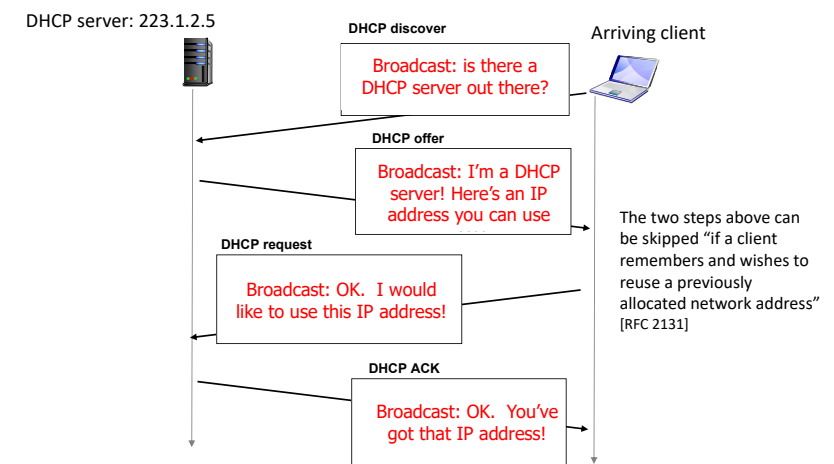 DHCP server: 223.1.2.5
DHCP discover
Arriving client
Broadcast: is there a
DHCP server out there?
DHCP offer
Broadcast: I’m a DHCP
server! Here’s an IP
address you can use
The two steps above can
be skipped “if a client
remembers and wishes to
reuse a previously
allocated network address”
[RFC 2131]
DHCP request
Broadcast: OK.  I would
like to use this IP address!
DHCP ACK
Broadcast: OK.  You’ve
got that IP address!